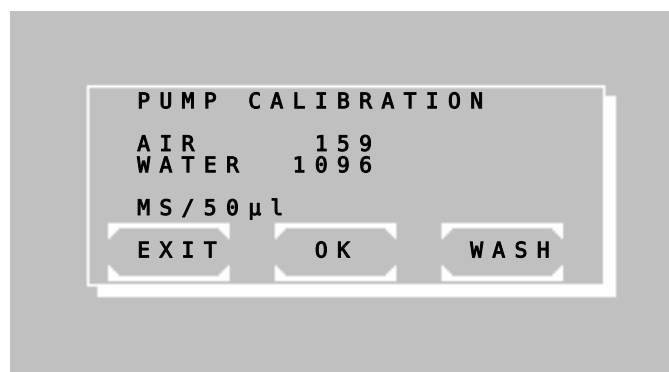 PUMP CALIBRATION
AIR 159
WATER 1096
MS/50µl
EXIT OK WASH